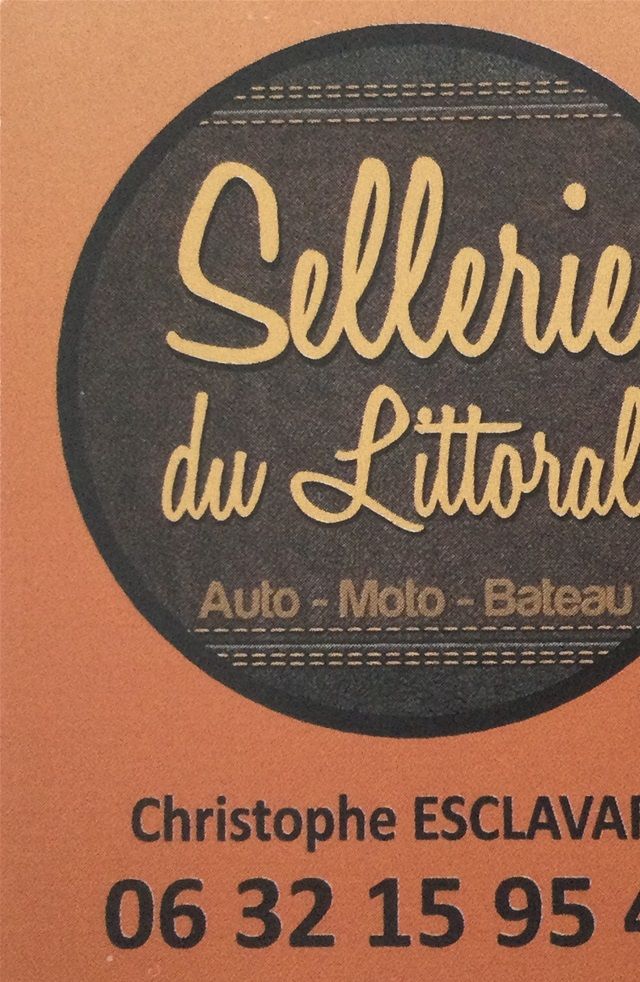 Sellerie
du Littoral
Auto - Moto - Bateau
Christophe
06 32 15 95